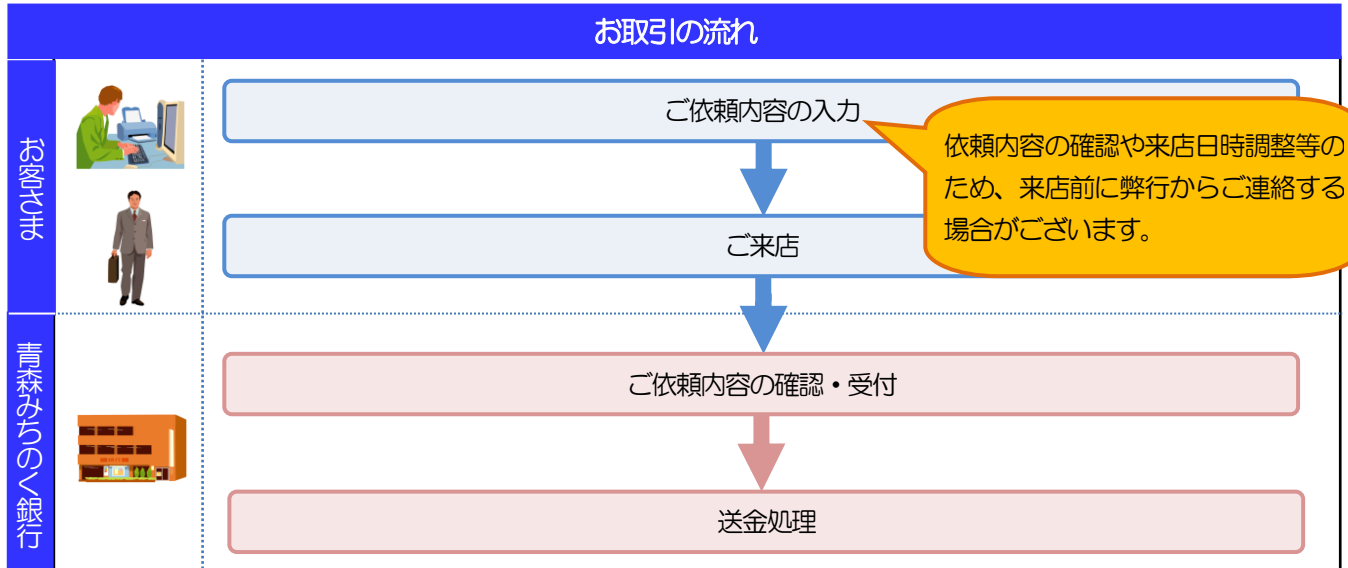 お取引の流れ
お客さま
ご依頼内容の入力
依頼内容の確認や来店日時調整等の
ため、来店前に弊行からご連絡する
場合がございます。
ご来店
青森みちのく銀行
ご依頼内容の確認・受付
送金処理